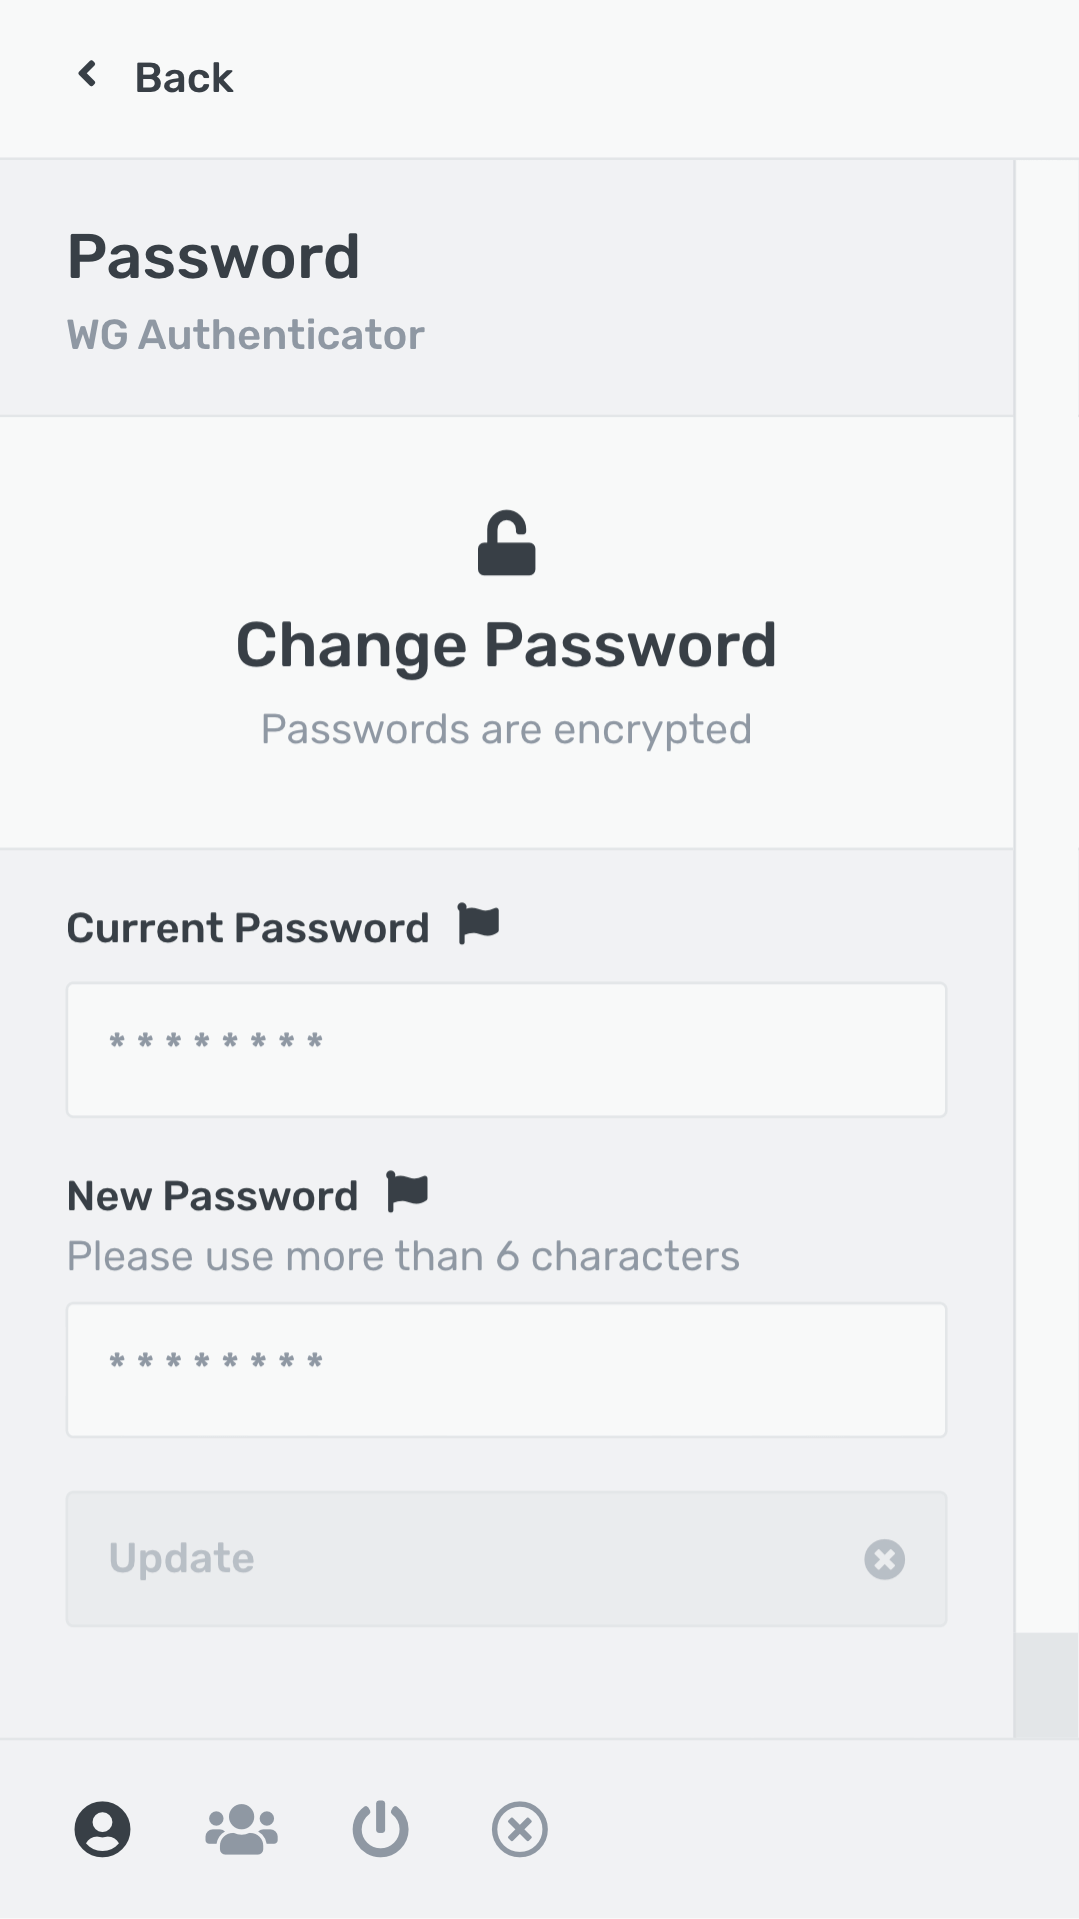 Back
Password
WG Authenticator
Change Password
Passwords are encrypted
Current Password
* * * * * * * *
New Password
Please use more than 6 characters
* * * * * * * *
Update